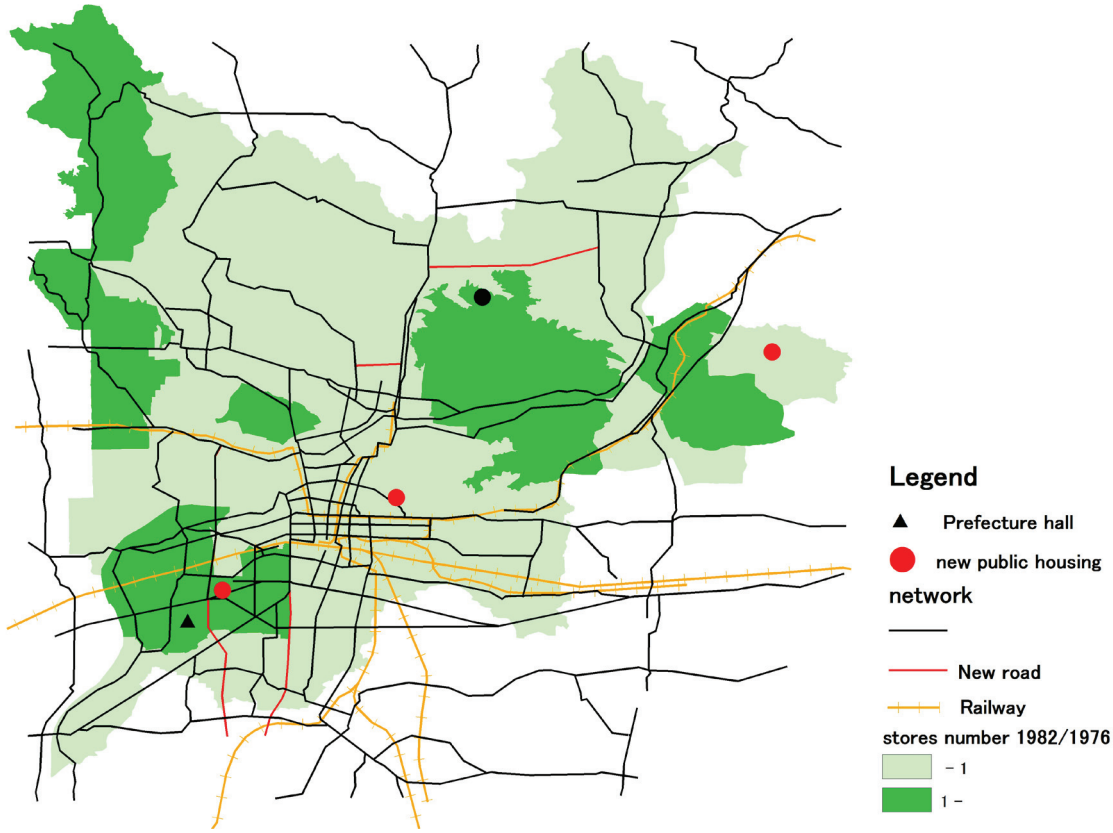 Legend
Prefecture hall
new public housing
network
New road
Railway
stores number 1982/1976
- 1
1 -